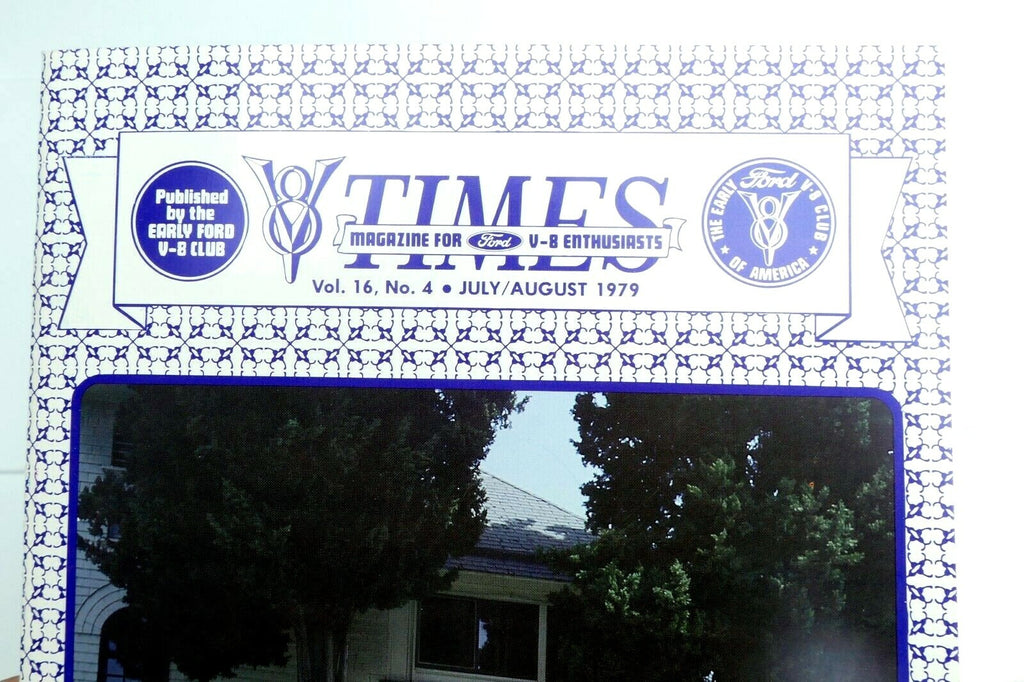 Published
by the
EARLY FORD
V-8 CLUB
V8 TIMES
MAGAZINE FOR Ford V-8 ENTHUSIASTS
Vol. 16, No. 4 • JULY/AUGUST 1979
Ford
THE EARLY V-8 CLUB
V8
OF AMERICA